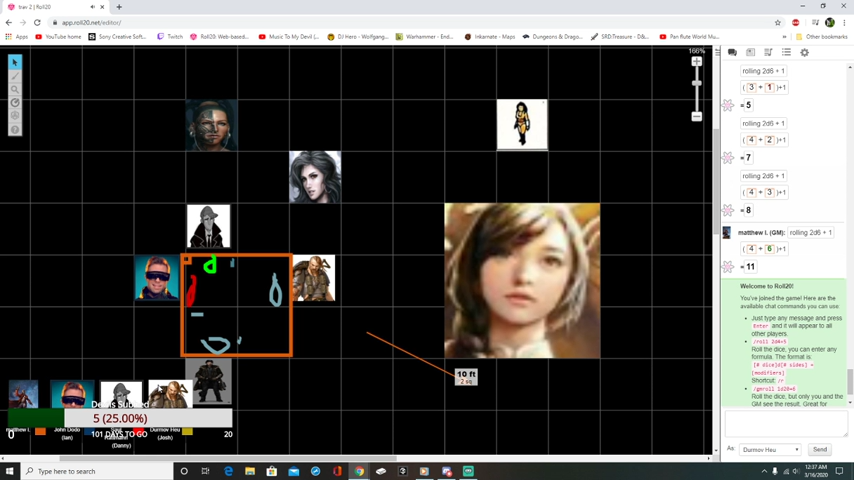 tier 2 | Roll20
app.roll20.net/editor/
Apps
YouTube home
Sony Creative Soft...
Twitch
Roll20: Web-based...
Music To My Devil (...
DJ Hero - Wolfgang...
Warhammer - End...
Inkarnate - Maps
Dungeons & Drago...
SRD:Treasure - D&...
Pan flute World Mu...
Other bookmarks
166%
rolling 2d6 + 1
( 3 + 1 )+1
= 5
rolling 2d6 + 1
( 4 + 2 )+1
= 7
rolling 2d6 + 1
( 4 + 3 )+1
= 8
matthew l. (GM): rolling 2d6 + 1
( 4 + 6 )+1
= 11
Welcome to Roll20!
You've joined the game! Here are the
available chat commands you can use:
Just type any message and press
Enter and it will appear to all
other players.
/roll 2d4+5
Roll the dice, you can enter any
formula. The format is:
[# dice]d[# sides] +
[modifiers]
Shortcut: /r
/gmroll 2d20+8
Roll the dice, but only you and the
GM see the result. Great for
10 ft
2 sq
5 (25.00%)
0
101 DAYS TO GO
20
matthew l.
John Dodo
(Ian)
(Danny)
Durmov Heu
(Josh)
As:
Durmov Heu
Send
Type here to search
12:37 AM
3/16/2020